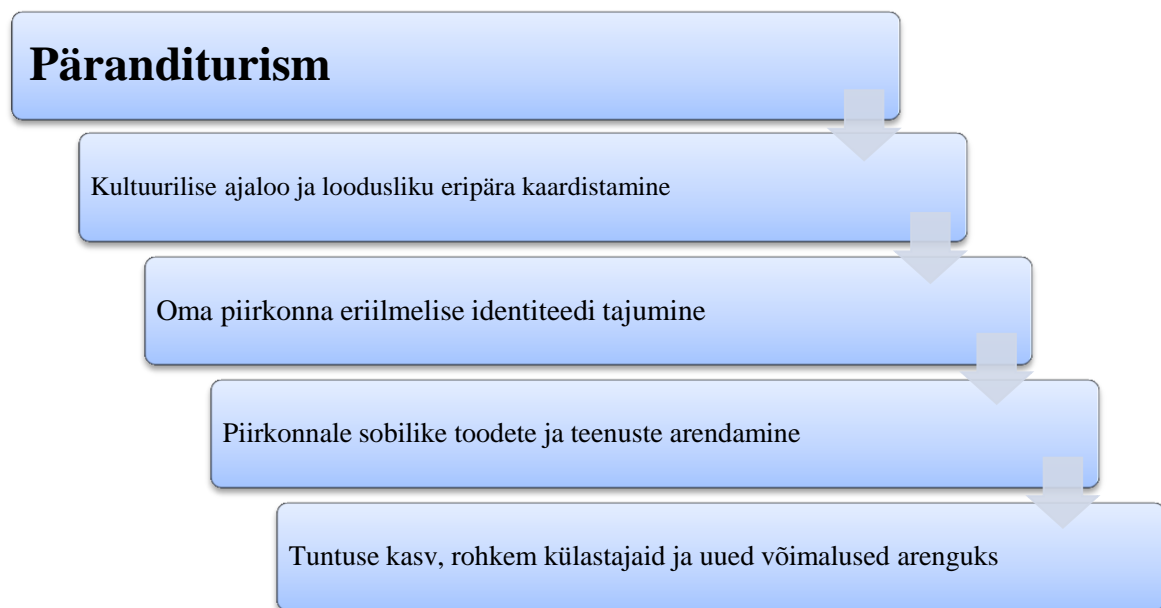 Päranditurism
Kultuurilise ajaloo ja loodusliku eripära kaardistamine
Oma piirkonna eriilmelise identiteedi tajumine
Piirkonnale sobilike toodete ja teenuste arendamine
Tuntuse kasv, rohkem külastajaid ja uued võimalused arenguks